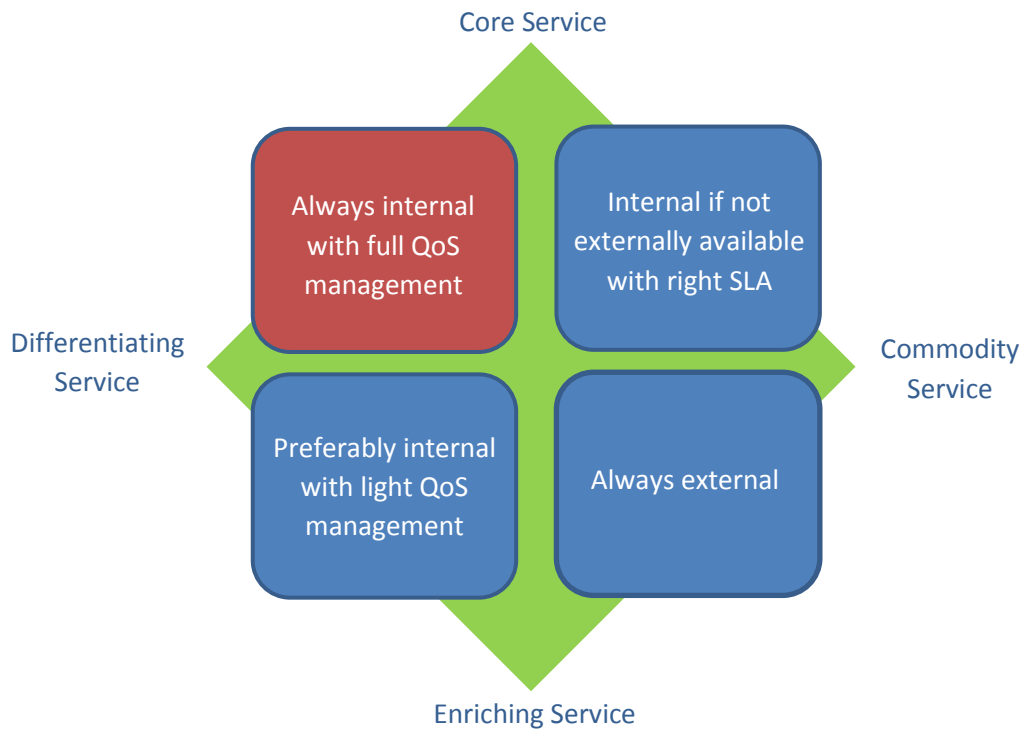 Core Service
Always internal
with full QoS
management
Internal if not
externally available
with right SLA
Differentiating
Service
Commodity
Service
Preferably internal
with light QoS
management
Always external
Enriching Service